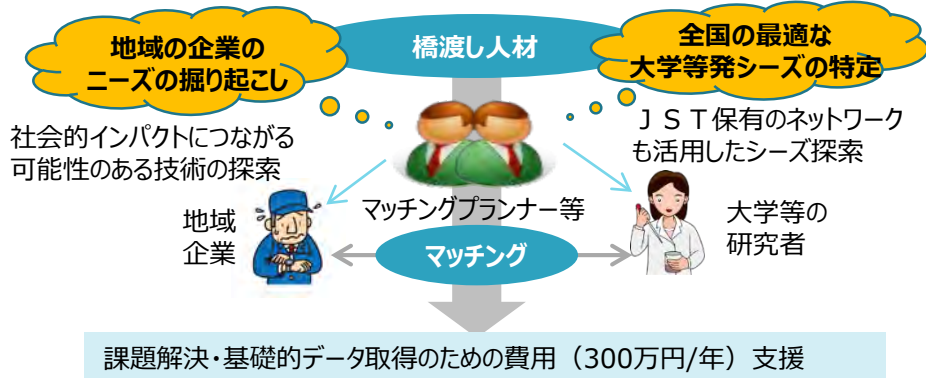 地域の企業の
ニーズの掘り起こし
橋渡し人材
全国の最適な
大学等発シーズの特定
社会的インパクトにつながる
可能性のある技術の探索
ＪＳＴ保有のネットワーク
も活用したシーズ探索
地域
企業
マッチングプランナー等
大学等の
研究者
マッチング
課題解決・基礎的データ取得のための費用（300万円/年）支援